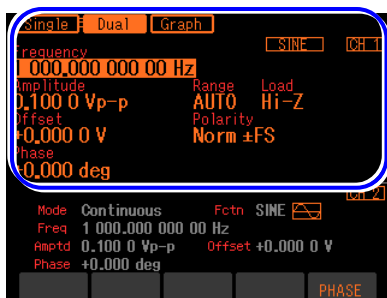 Single Dual Graph
SINE CH 1
Frequency
1 000.000 000 00 Hz
Amplitude Range Load
0.100 0 Vp-p AUTO Hi-Z
Offset Polarity
+0.000 0 V Norm ±FS
Phase
+0.000 deg
CH 2
Mode Continuous Fctn SINE
Freq 1 000.000 000 00 Hz
Amptd 0.100 0 Vp-p Offset +0.000 0 V
Phase +0.000 deg
PHASE